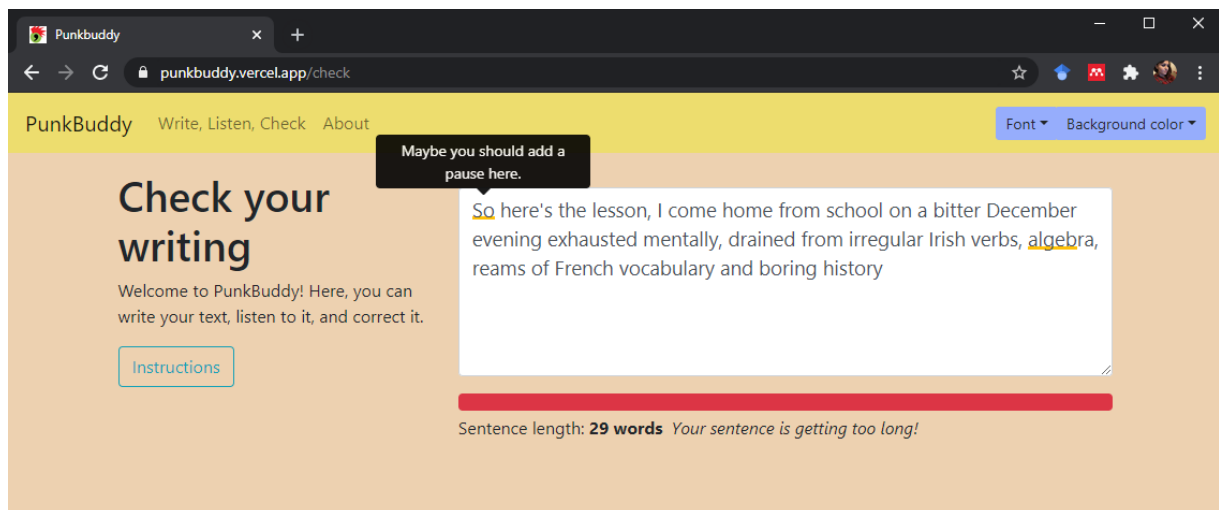 Punkbuddy
punkbuddy.vercel.app/check
PunkBuddy Write, Listen, Check About
Font Background color
Maybe you should add a
pause here.
Check your
writing
Welcome to PunkBuddy! Here, you can
write your text, listen to it, and correct it.
Instructions
So here's the lesson, I come home from school on a bitter December
evening exhausted mentally, drained from irregular Irish verbs, algebra,
reams of French vocabulary and boring history
Sentence length: 29 words Your sentence is getting too long!